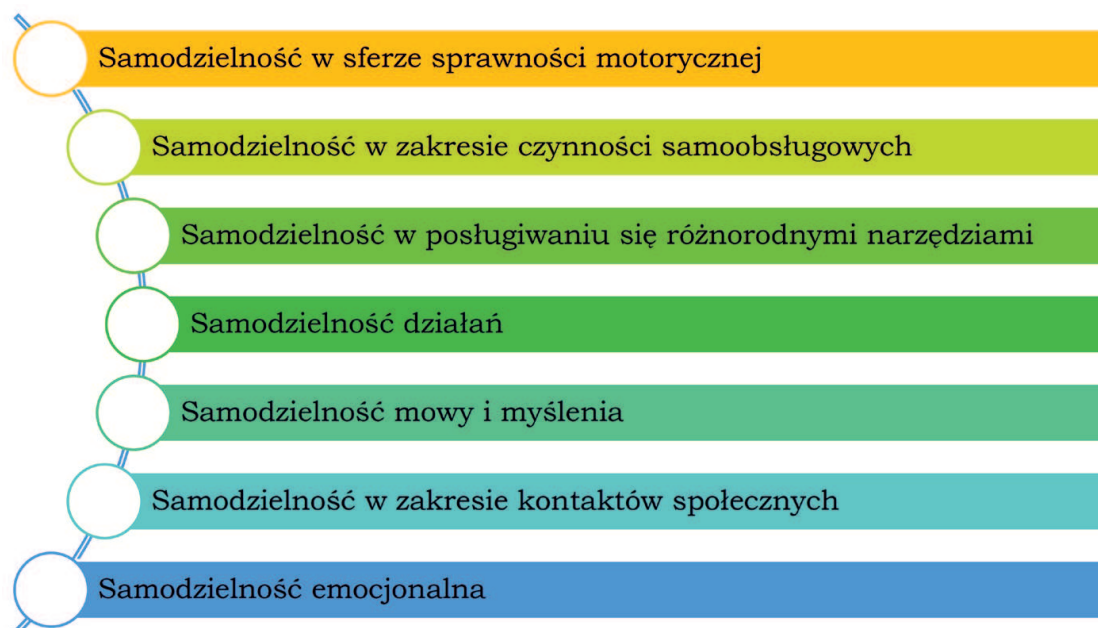 Samodzielność w sferze sprawności motorycznej
Samodzielność w zakresie czynności samoobsługowych
Samodzielność w posługiwaniu się różnorodnymi narzędziami
Samodzielność działań
Samodzielność mowy i myślenia
Samodzielność w zakresie kontaktów społecznych
Samodzielność emocjonalna